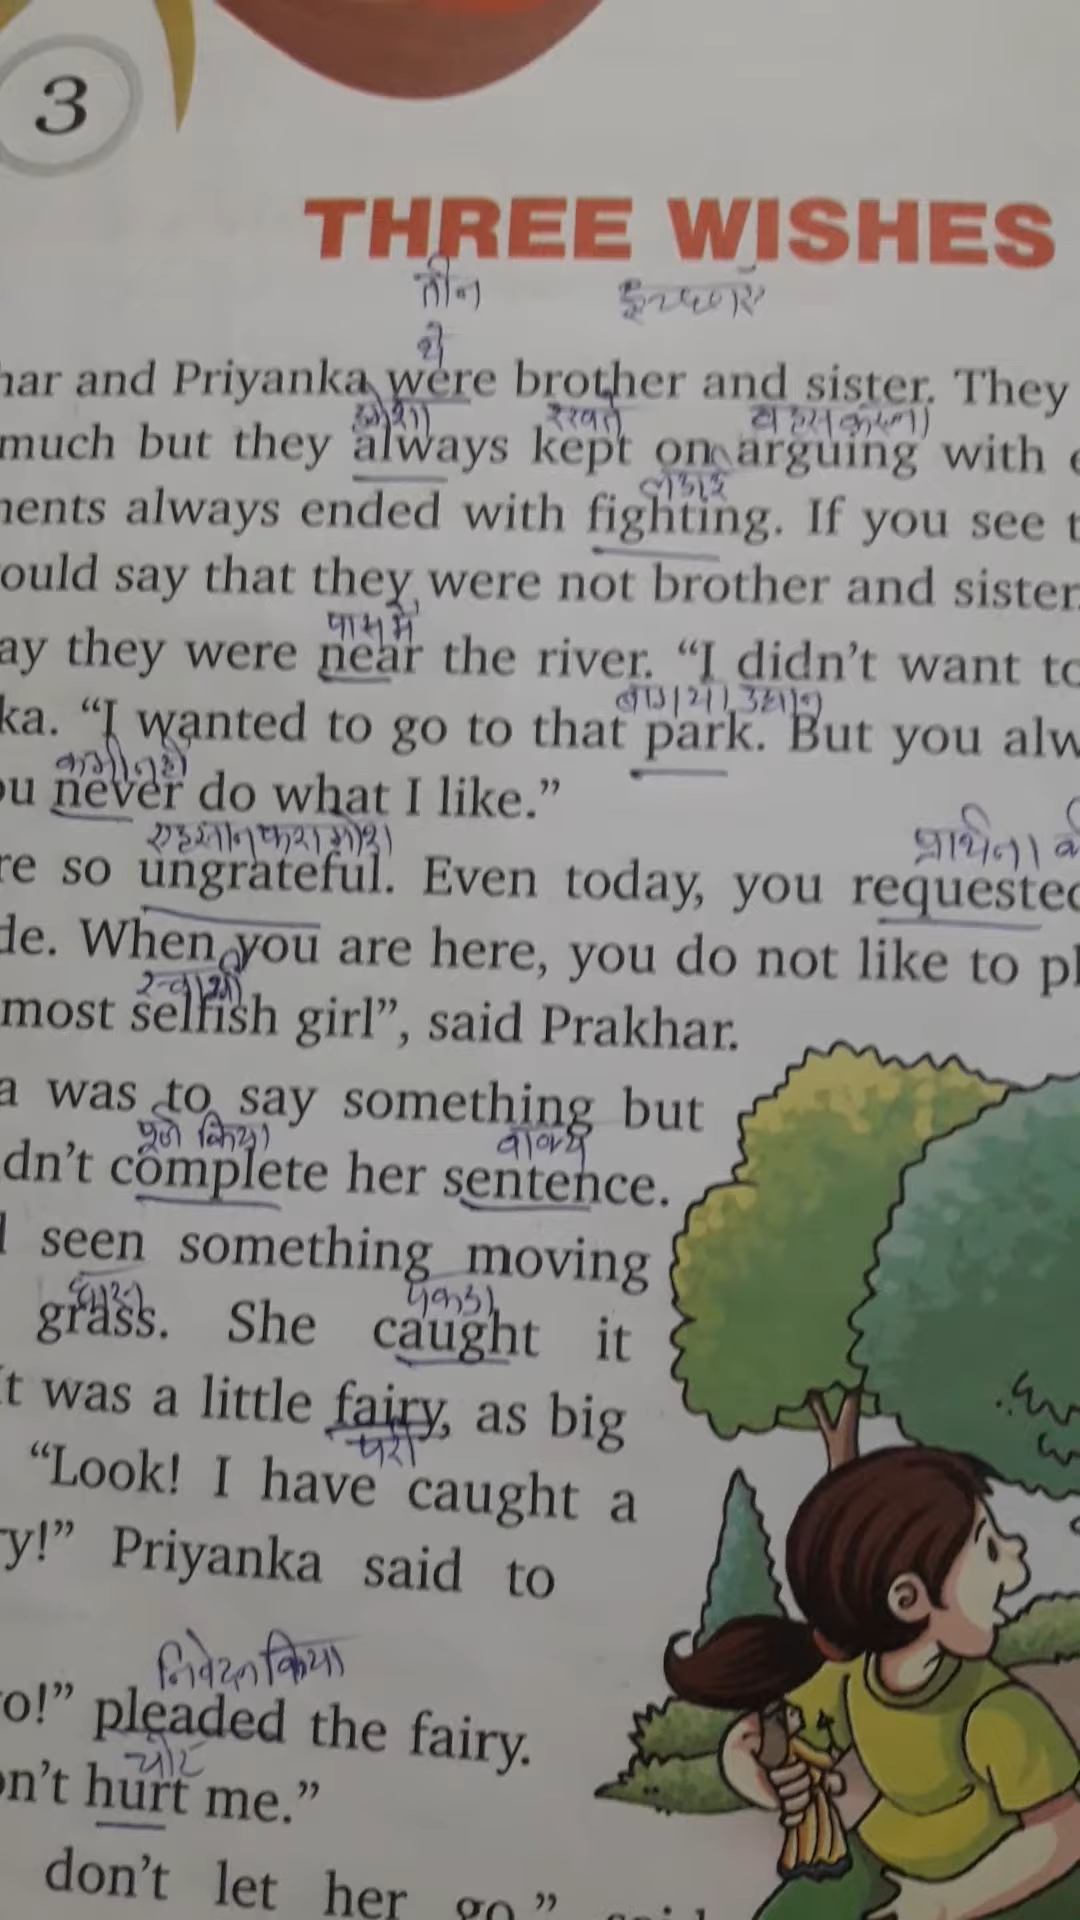 3
THREE WISHES
तीन इच्छाएँ
थे
har and Priyanka were brother and sister. They
हमेशा रखते बहस करना
much but they always kept on arguing with
लड़ाई
ents always ended with fighting. If you see t
ould say that they were not brother and sister
पास में
ay they were near the river. “I didn’t want to
बगीचा, उद्यान
ka. “I wanted to go to that park. But you alw
कभी नहीं
ou never do what I like.”
एहसान फरामोश प्रार्थना की
re so ungrateful. Even today, you requested
de. When you are here, you do not like to pl
स्वार्थी
most selfish girl”, said Prakhar.
a was to say something but
पूर्ण किया वाक्य
dn’t complete her sentence.
seen something moving
घास पकड़ा
grass. She caught it
t was a little fairy, as big
परी
“Look! I have caught a
ry!” Priyanka said to
निवेदन किया
o!” pleaded the fairy.
चोट
on’t hurt me.”
don’t let her go,” said